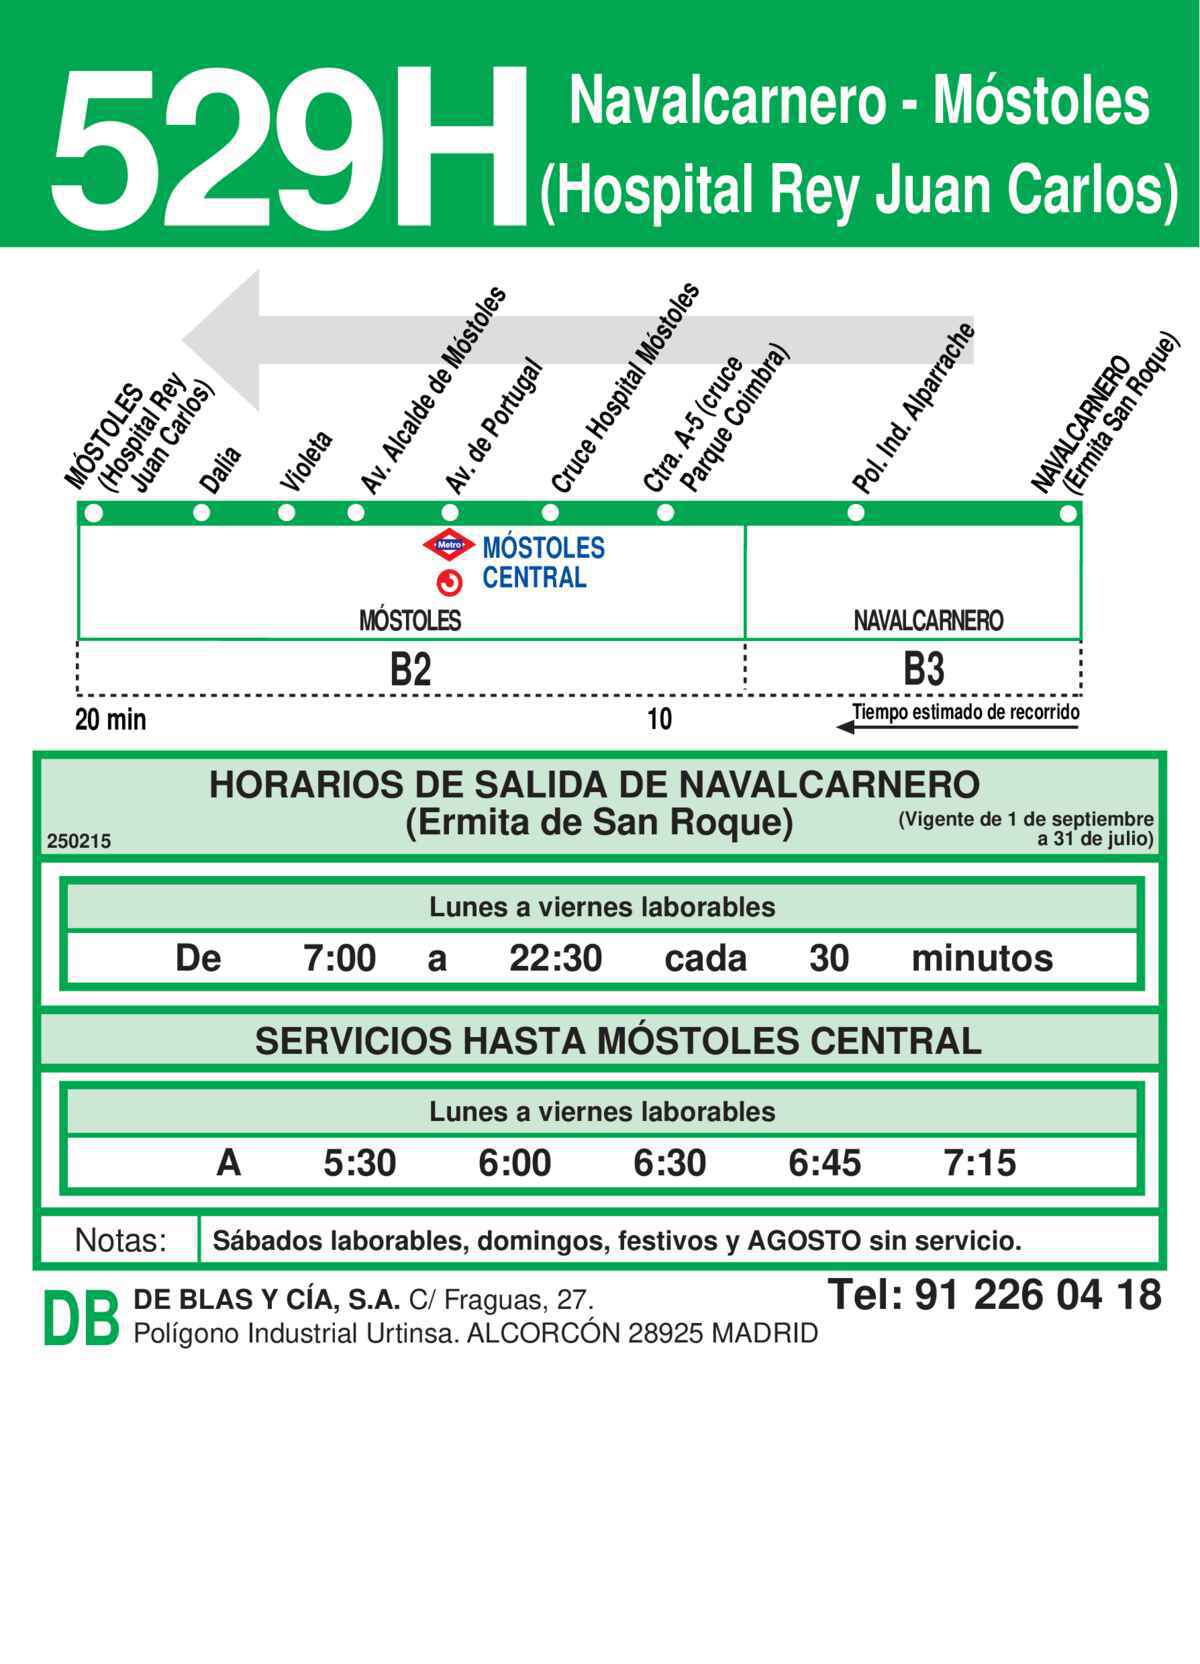 529H
Navalcarnero - Móstoles
(Hospital Rey Juan Carlos)
MÓSTOLES
(Hospital Rey
Juan Carlos)
Dalia
Violeta
Av. Alcalde de Móstoles
Av. de Portugal
Cruce Hospital Móstoles
Ctra. A-5 (cruce
Parque Coimbra)
Pol. Ind. Alparrache
NAVALCARNERO
(Ermita San Roque)
Metro
MÓSTOLES
CENTRAL
MÓSTOLES
NAVALCARNERO
B2
B3
20 min
10
Tiempo estimado de recorrido
HORARIOS DE SALIDA DE NAVALCARNERO
(Ermita de San Roque)
(Vigente de 1 de septiembre
a 31 de julio)
250215
Lunes a viernes laborables
De 7:00 a 22:30 cada 30 minutos
SERVICIOS HASTA MÓSTOLES CENTRAL
Lunes a viernes laborables
A 5:30 6:00 6:30 6:45 7:15
Notas: Sábados laborables, domingos, festivos y AGOSTO sin servicio.
DB
DE BLAS Y CÍA, S.A. C/ Fraguas, 27.
Polígono Industrial Urtinsa. ALCORCÓN 28925 MADRID
Tel: 91 226 04 18